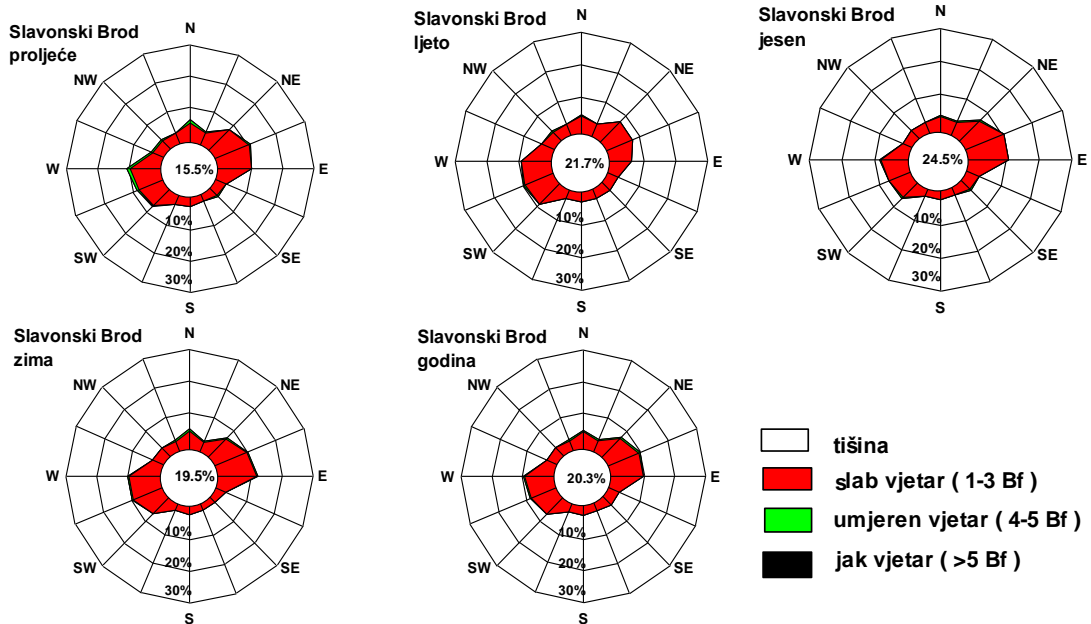 Slavonski Brod
proljeće
N
NE
E
SE
S
SW
W
NW
15.5%
10%
20%
30%
Slavonski Brod
ljeto
N
NE
E
SE
S
SW
W
NW
21.7%
10%
20%
30%
Slavonski Brod
jesen
N
NE
E
SE
S
SW
W
NW
24.5%
10%
20%
30%
Slavonski Brod
zima
N
NE
E
SE
S
SW
W
NW
19.5%
10%
20%
30%
Slavonski Brod
godina
N
NE
E
SE
S
SW
W
NW
20.3%
10%
20%
30%
tišina
slab vjetar ( 1-3 Bf )
umjeren vjetar ( 4-5 Bf )
jak vjetar ( >5 Bf )